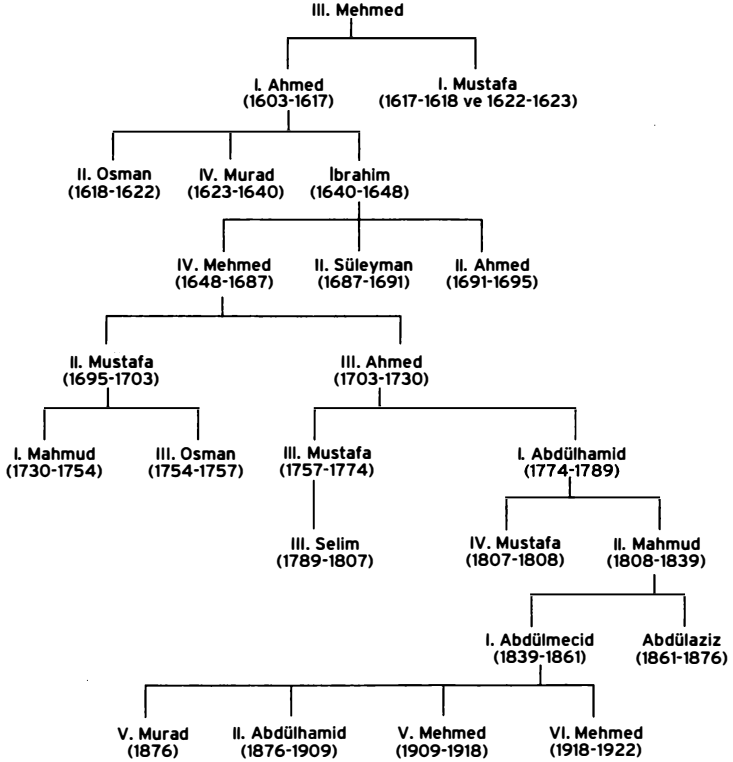 III. Mehmed
I. Ahmed
(1603-1617)
I. Mustafa
(1617-1618 ve 1622-1623)
II. Osman
(1618-1622)
IV. Murad
(1623-1640)
İbrahim
(1640-1648)
IV. Mehmed
(1648-1687)
II. Süleyman
(1687-1691)
II. Ahmed
(1691-1695)
II. Mustafa
(1695-1703)
III. Ahmed
(1703-1730)
I. Mahmud
(1730-1754)
III. Osman
(1754-1757)
III. Mustafa
(1757-1774)
I. Abdülhamid
(1774-1789)
III. Selim
(1789-1807)
IV. Mustafa
(1807-1808)
II. Mahmud
(1808-1839)
I. Abdülmecid
(1839-1861)
Abdülaziz
(1861-1876)
V. Murad
(1876)
II. Abdülhamid
(1876-1909)
V. Mehmed
(1909-1918)
VI. Mehmed
(1918-1922)